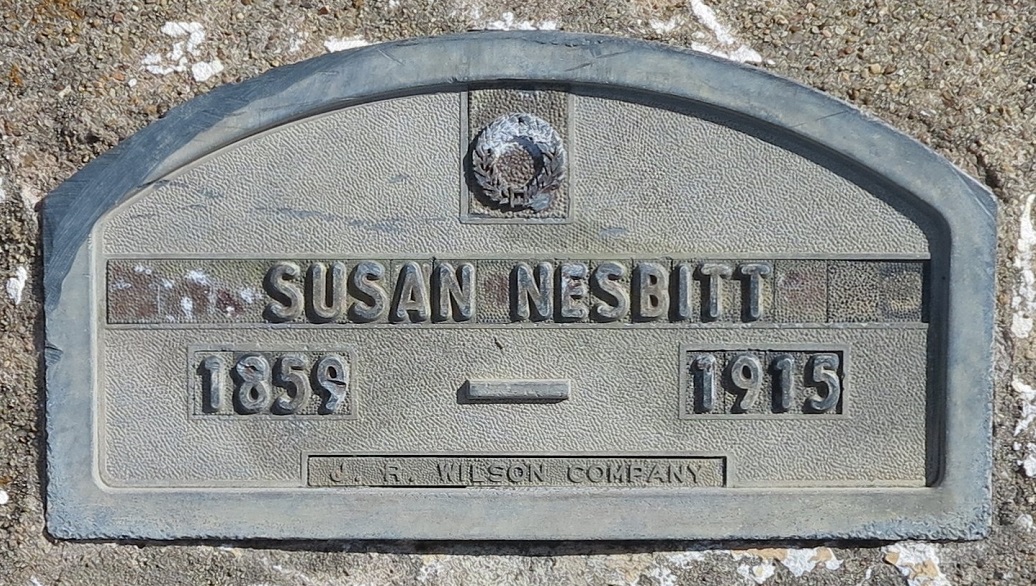 SUSAN NESBITT
1859 — 1915
J. R. WILSON COMPANY